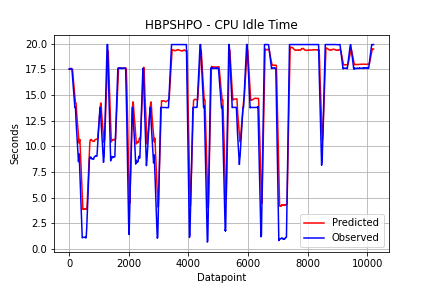 HBPSHPO - CPU Idle Time
20.0
17.5
15.0
12.5
10.0
7.5
5.0
2.5
0.0
Seconds
Predicted
Observed
0 2000 4000 6000 8000 10000
Datapoint